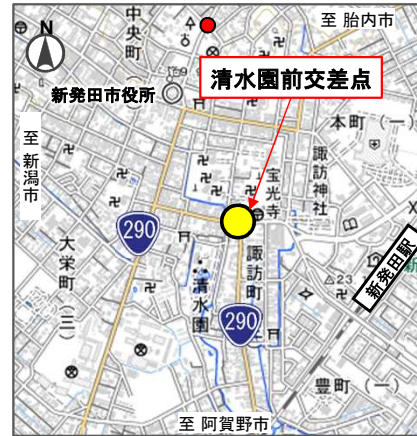 中央町
至 胎内市
N
新発田市役所
清水園前交差点
本町(一)
至 新潟市
宝光寺
諏訪神社
290
大栄町(三)
清水園
諏訪町
△23
新発田駅
290
豊町(一)
至 阿賀野市